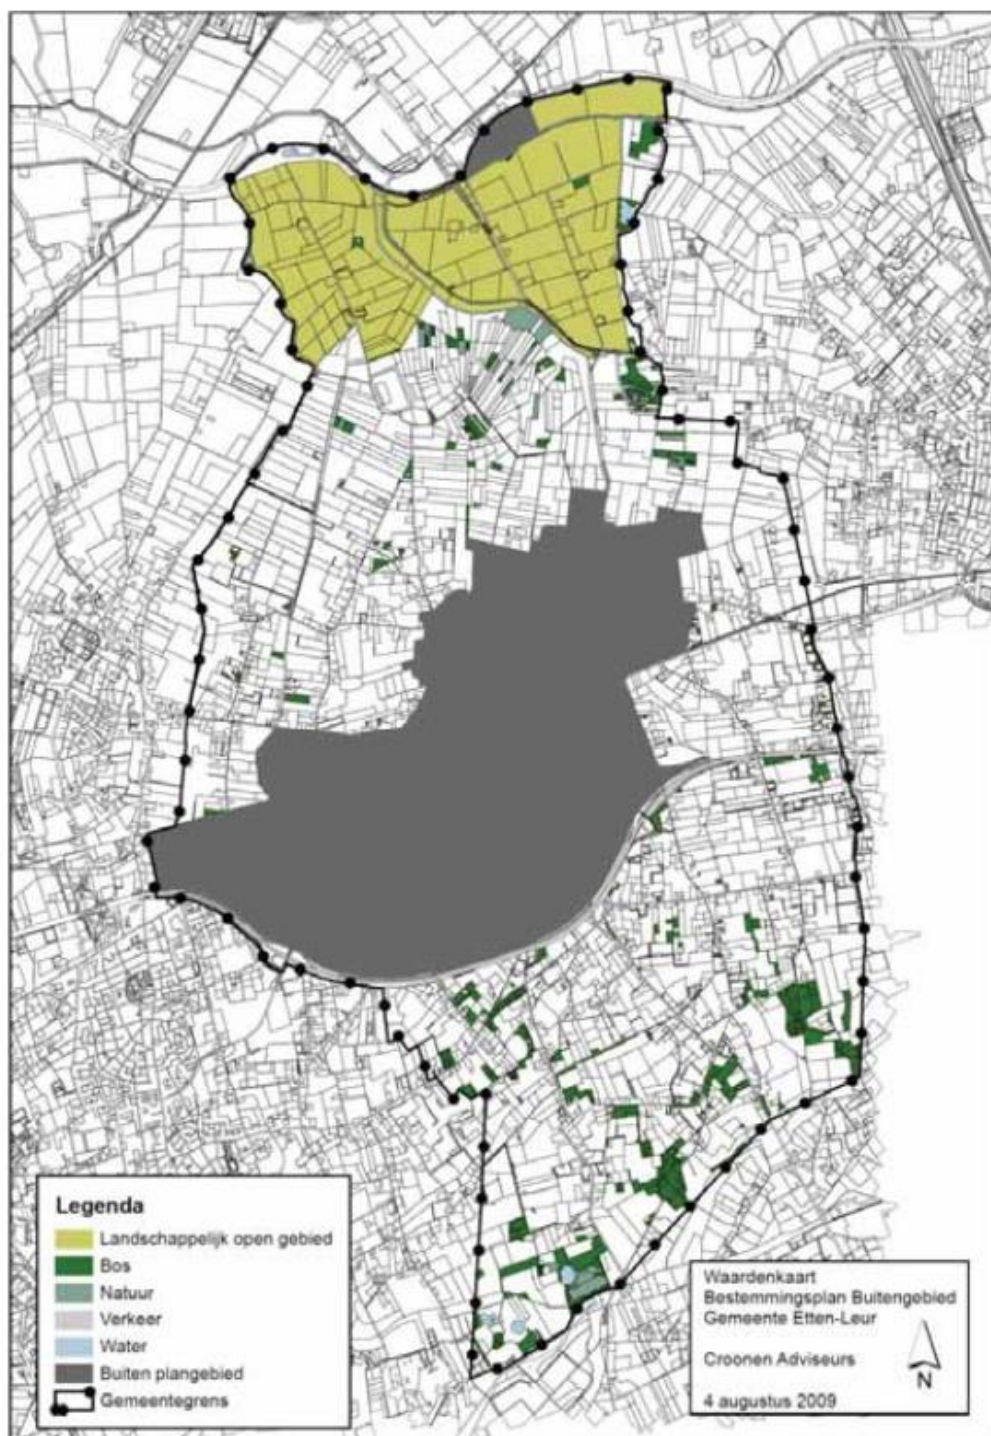 Legenda
Landschappelijk open gebied
Bos
Natuur
Verkeer
Water
Buiten plangebied
Gemeentegrens
Waardenkaart
Bestemmingsplan Buitengebied
Gemeente Etten-Leur
Croonen Adviseurs
N
4 augustus 2009